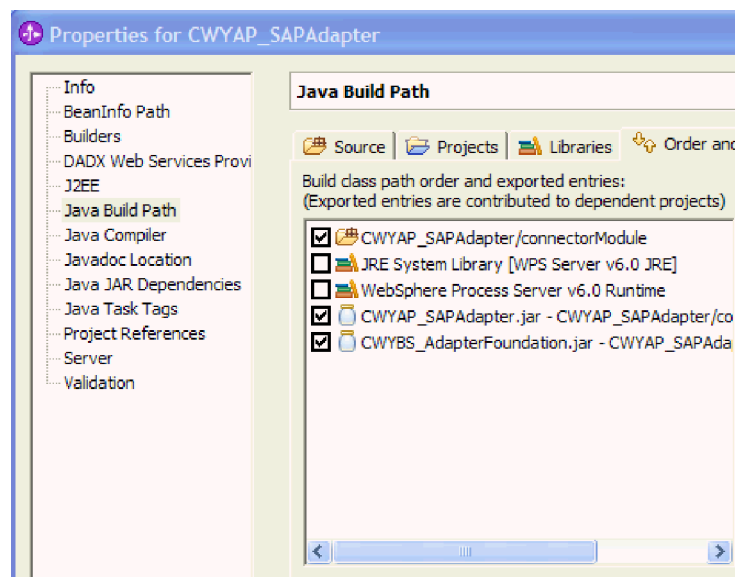 Properties for CWYAP_SAPAdapter
Info
BeanInfo Path
Builders
DADX Web Services Provi
J2EE
Java Build Path
Java Compiler
Javadoc Location
Java JAR Dependencies
Java Task Tags
Project References
Server
Validation
Java Build Path
Source Projects Libraries Order and
Build class path order and exported entries:
(Exported entries are contributed to dependent projects)
CWYAP_SAPAdapter/connectorModule
JRE System Library [WPS Server v6.0 JRE]
WebSphere Process Server v6.0 Runtime
CWYAP_SAPAdapter.jar - CWYAP_SAPAdapter/co
CWYBS_AdapterFoundation.jar - CWYAP_SAPAda